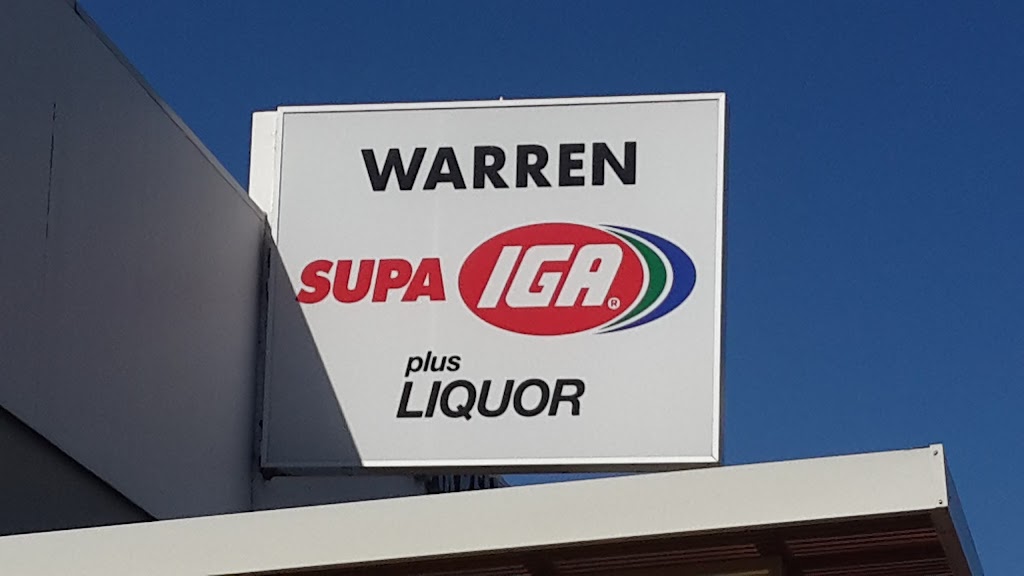 WARREN
SUPA IGA®
plus
LIQUOR